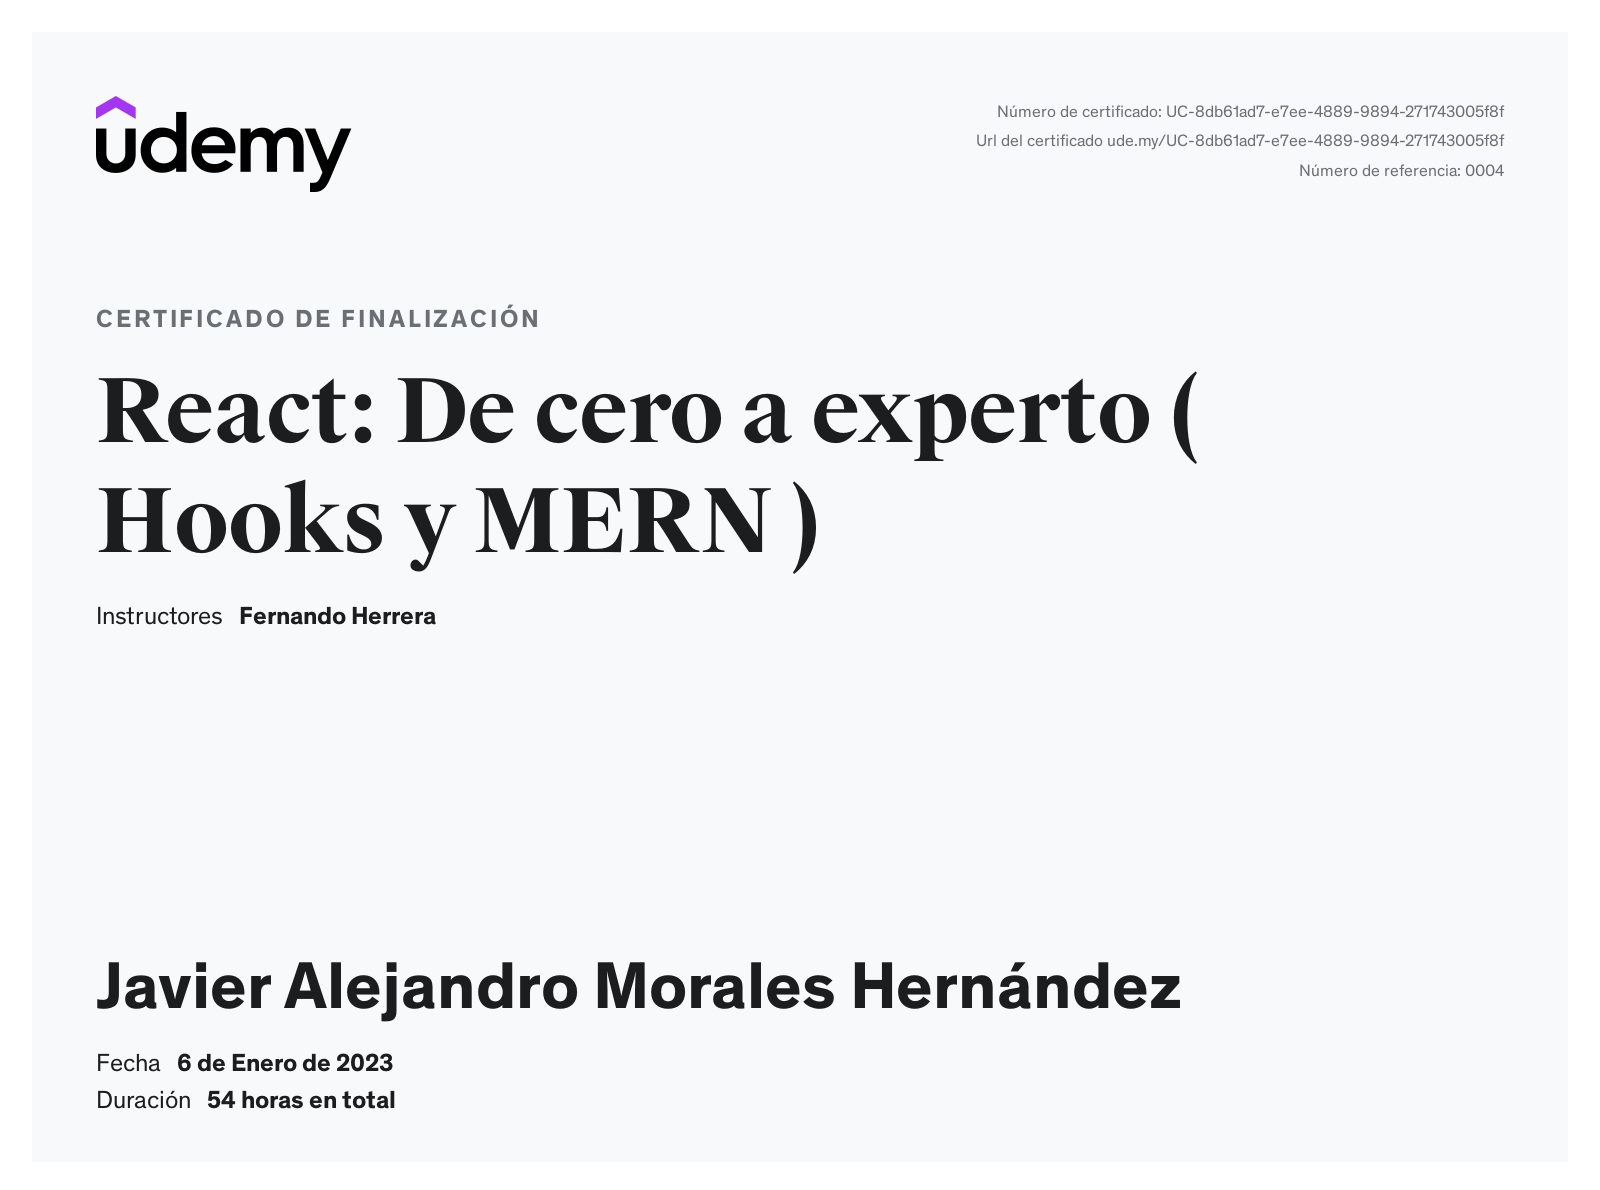 udemy
Número de certificado: UC-8db61ad7-e7ee-4889-9894-271743005f8f
Url del certificado ude.my/UC-8db61ad7-e7ee-4889-9894-271743005f8f
Número de referencia: 0004
CERTIFICADO DE FINALIZACIÓN
React: De cero a experto (
Hooks y MERN )
Instructores Fernando Herrera
Javier Alejandro Morales Hernández
Fecha 6 de Enero de 2023
Duración 54 horas en total